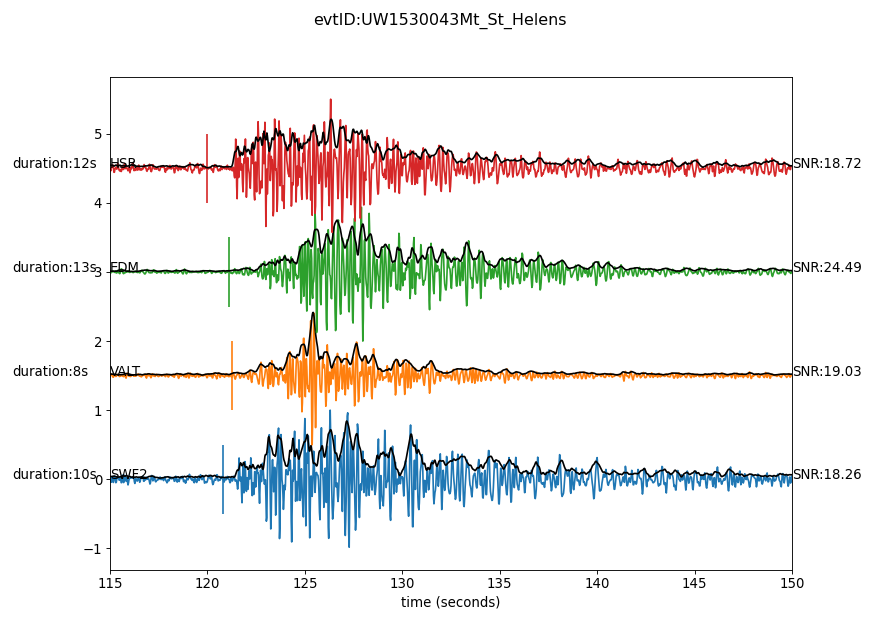 evtID:UW1530043Mt_St_Helens
5
duration:12s HSR SNR:18.72
4
duration:13s EDM SNR:24.49
3
2
duration:8s VALT SNR:19.03
1
duration:10s SWF2 SNR:18.26
0
−1
115 120 125 130 135 140 145 150
time (seconds)